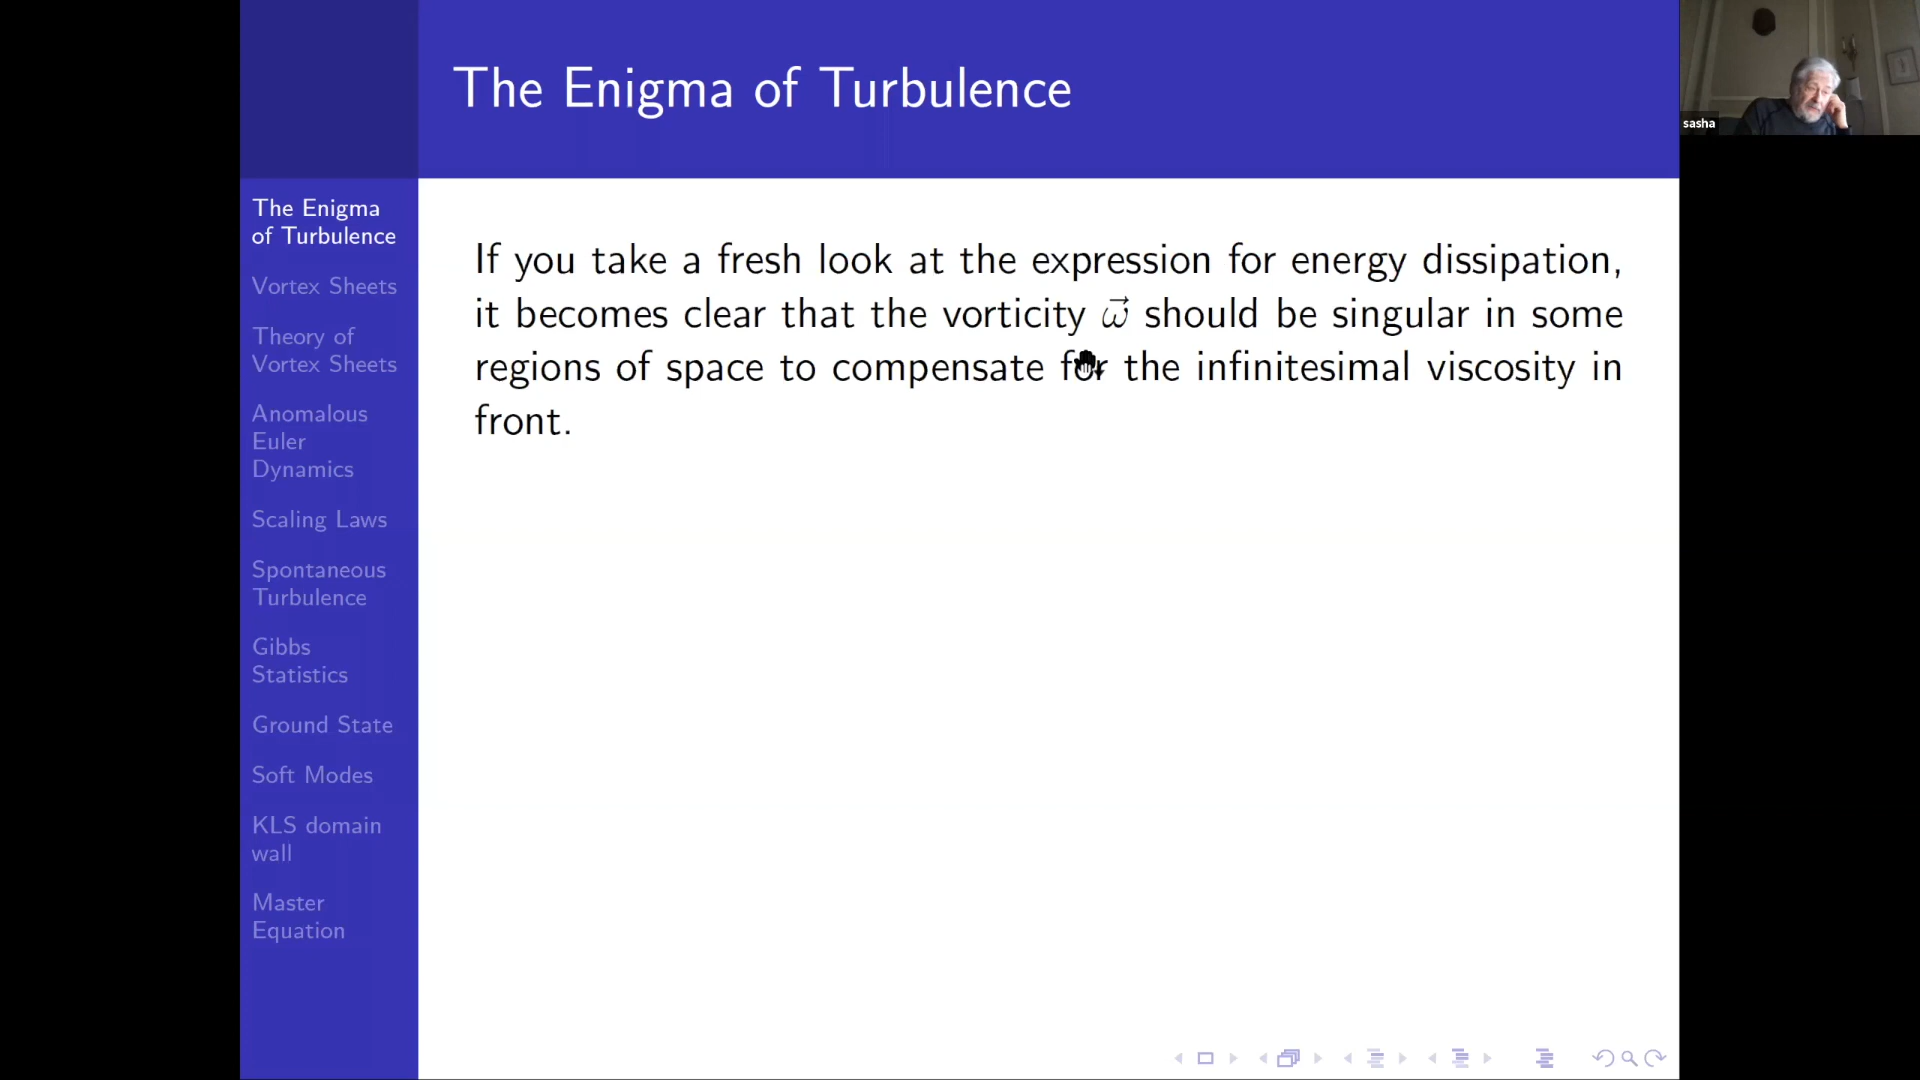 The Enigma of Turbulence
sasha
The Enigma
of Turbulence
Vortex Sheets
Theory of
Vortex Sheets
Anomalous
Euler
Dynamics
Scaling Laws
Spontaneous
Turbulence
Gibbs
Statistics
Ground State
Soft Modes
KLS domain
wall
Master
Equation
If you take a fresh look at the expression for energy dissipation,
it becomes clear that the vorticity ω⃗ should be singular in some
regions of space to compensate for the infinitesimal viscosity in
front.